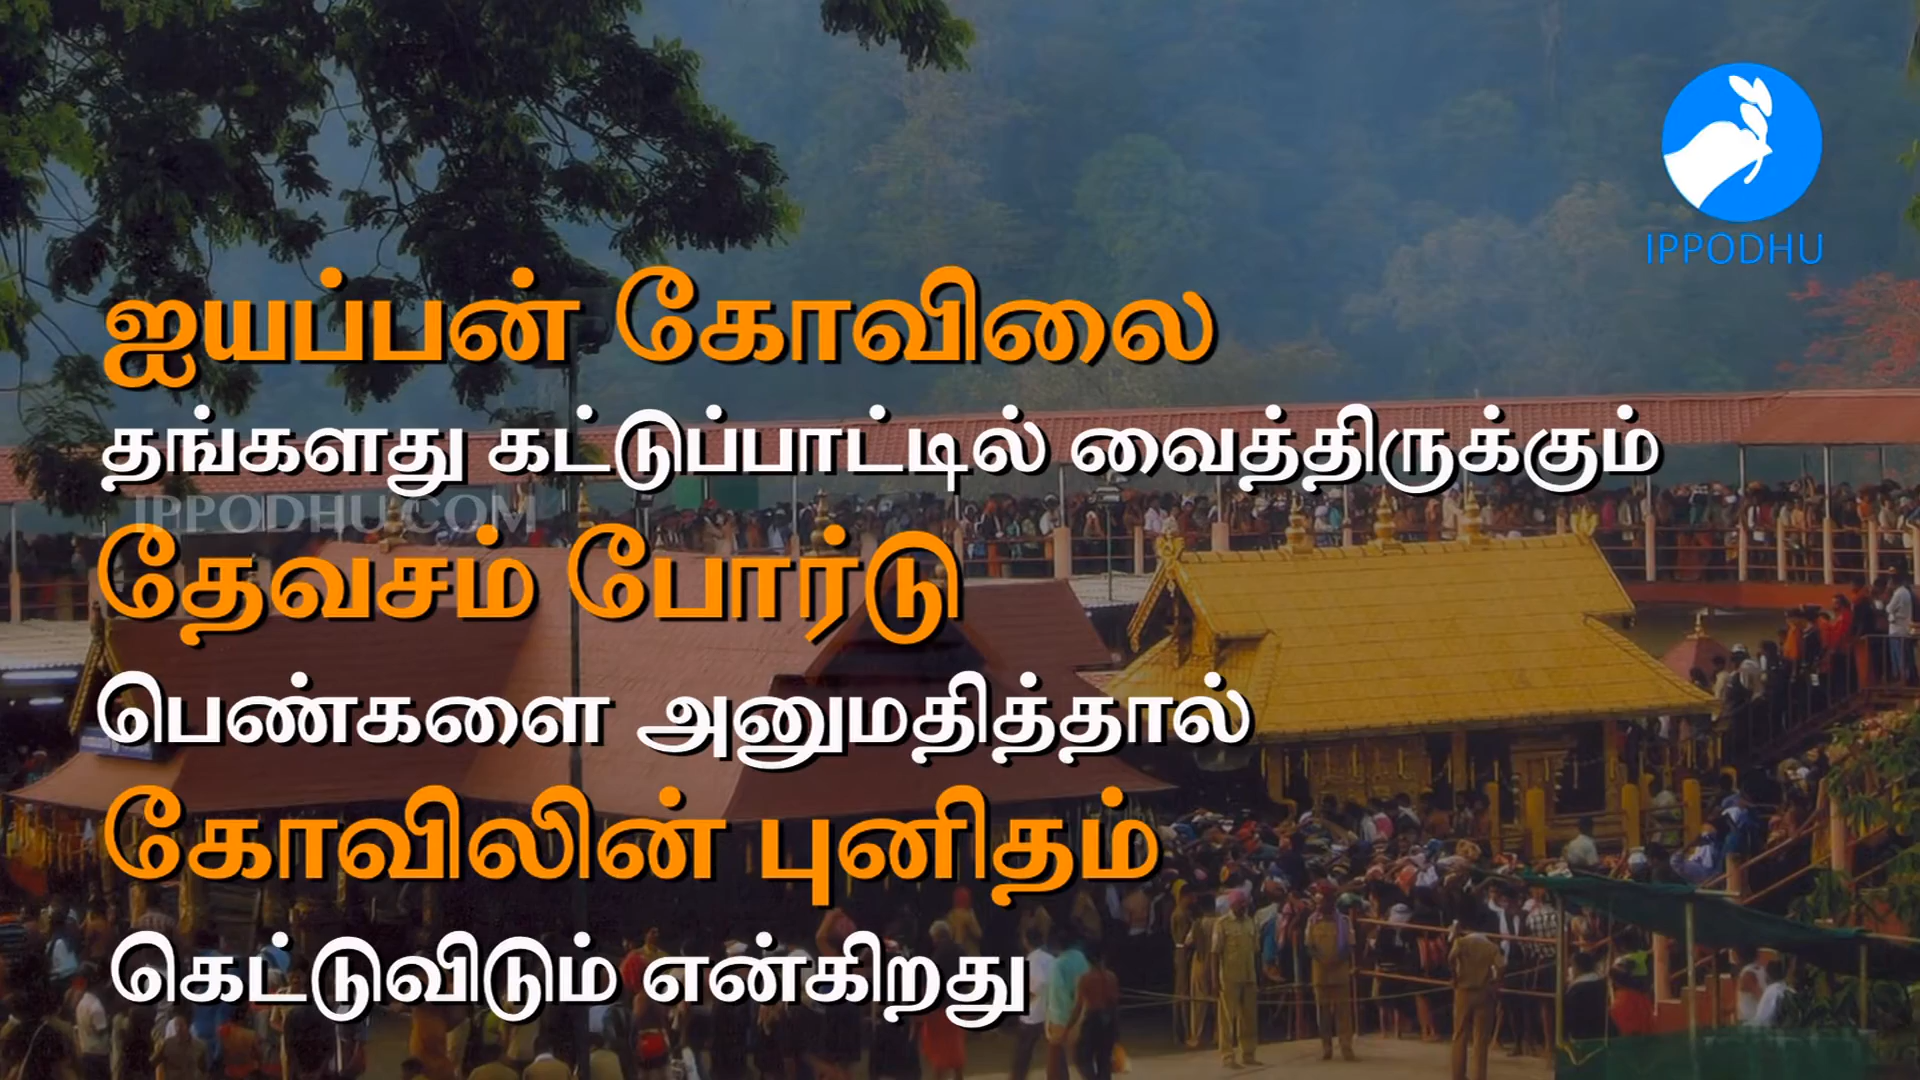 IPPODHU
ஐயப்பன் கோவிலை
தங்களது கட்டுப்பாட்டில் வைத்திருக்கும்
IPPODHU.COM
தேவசம் போர்டு
பெண்களை அனுமதித்தால்
கோவிலின் புனிதம்
கெட்டுவிடும் என்கிறது